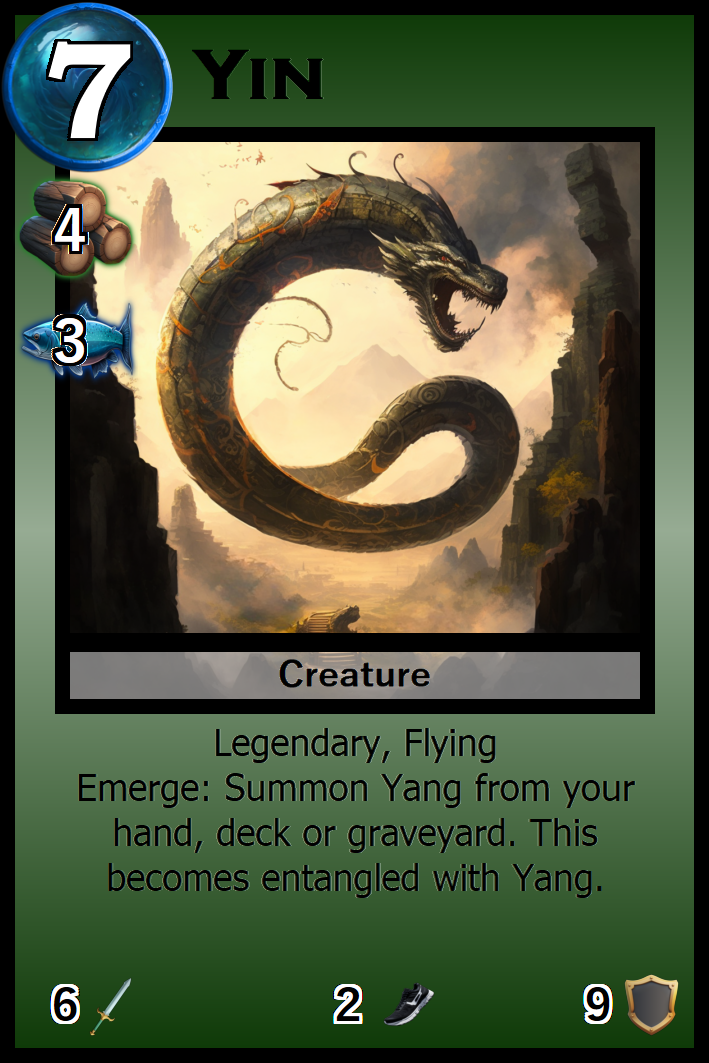 7
Yin
4
3
Creature
Legendary, Flying
Emerge: Summon Yang from your
hand, deck or graveyard. This
becomes entangled with Yang.
6 2 9